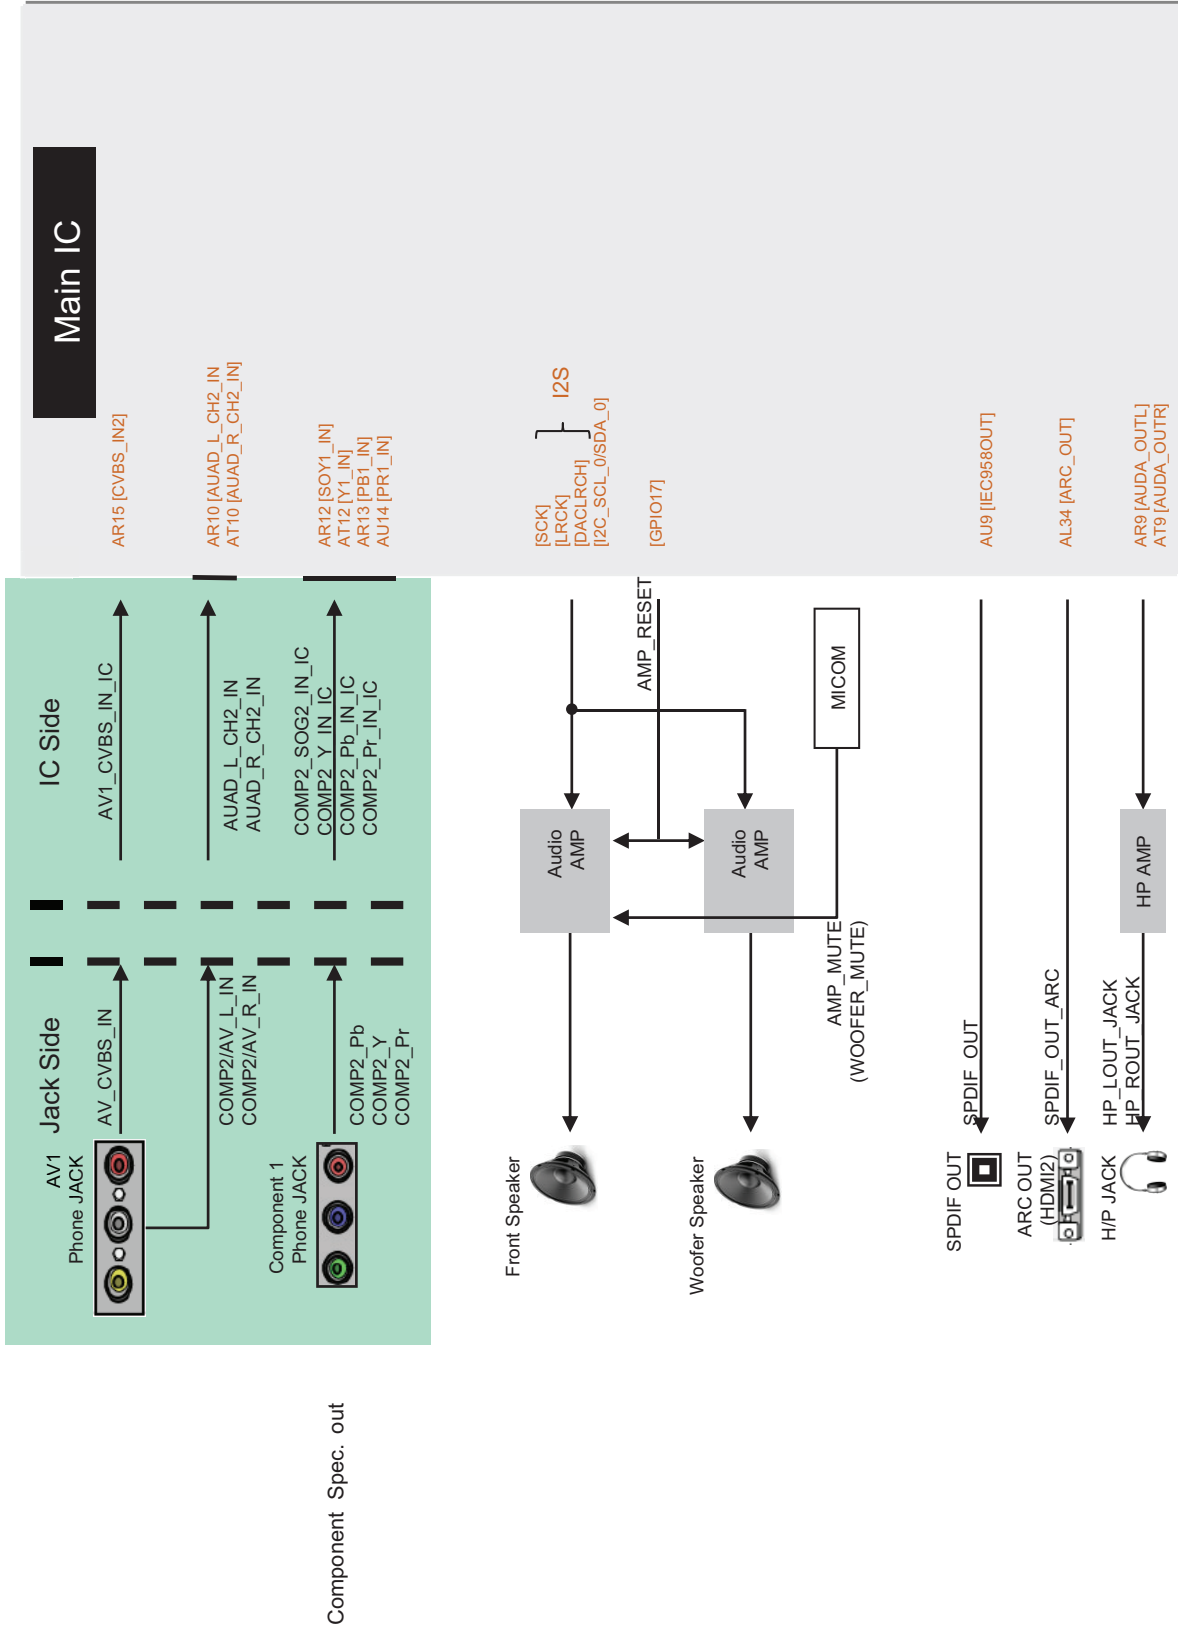 Main IC
Jack Side
IC Side
AV1
Phone JACK
AV_CVBS_IN
AV1_CVBS_IN_IC
AR15 [CVBS_IN2]
COMP2/AV_L_IN
COMP2/AV_R_IN
AUAD_L_CH2_IN
AUAD_R_CH2_IN
AR10 [AUAD_L_CH2_IN
AT10 [AUAD_R_CH2_IN]
Component Spec. out
Component 1
Phone JACK
COMP2_Pb
COMP2_Y
COMP2_Pr
COMP2_SOG2_IN_IC
COMP2_Y_IN_IC
COMP2_Pb_IN_IC
COMP2_Pr_IN_IC
AR12 [SOY1_IN]
AT12 [Y1_IN]
AR13 [PB1_IN]
AU14 [PR1_IN]
Front Speaker
Audio
AMP
[SCK]
[LRCK]
[DACLRCH]
[I2C_SCL_0/SDA_0]
I2S
AMP_RESET
[GPIO17]
Woofer Speaker
Audio
AMP
MICOM
AMP_MUTE
(WOOFER_MUTE)
SPDIF OUT
SPDIF_OUT
AU9 [IEC958OUT]
ARC OUT
(HDMI2)
SPDIF_OUT_ARC
AL34 [ARC_OUT]
H/P JACK
HP_LOUT_JACK
HP_ROUT_JACK
HP AMP
AR9 [AUDA_OUTL]
AT9 [AUDA_OUTR]